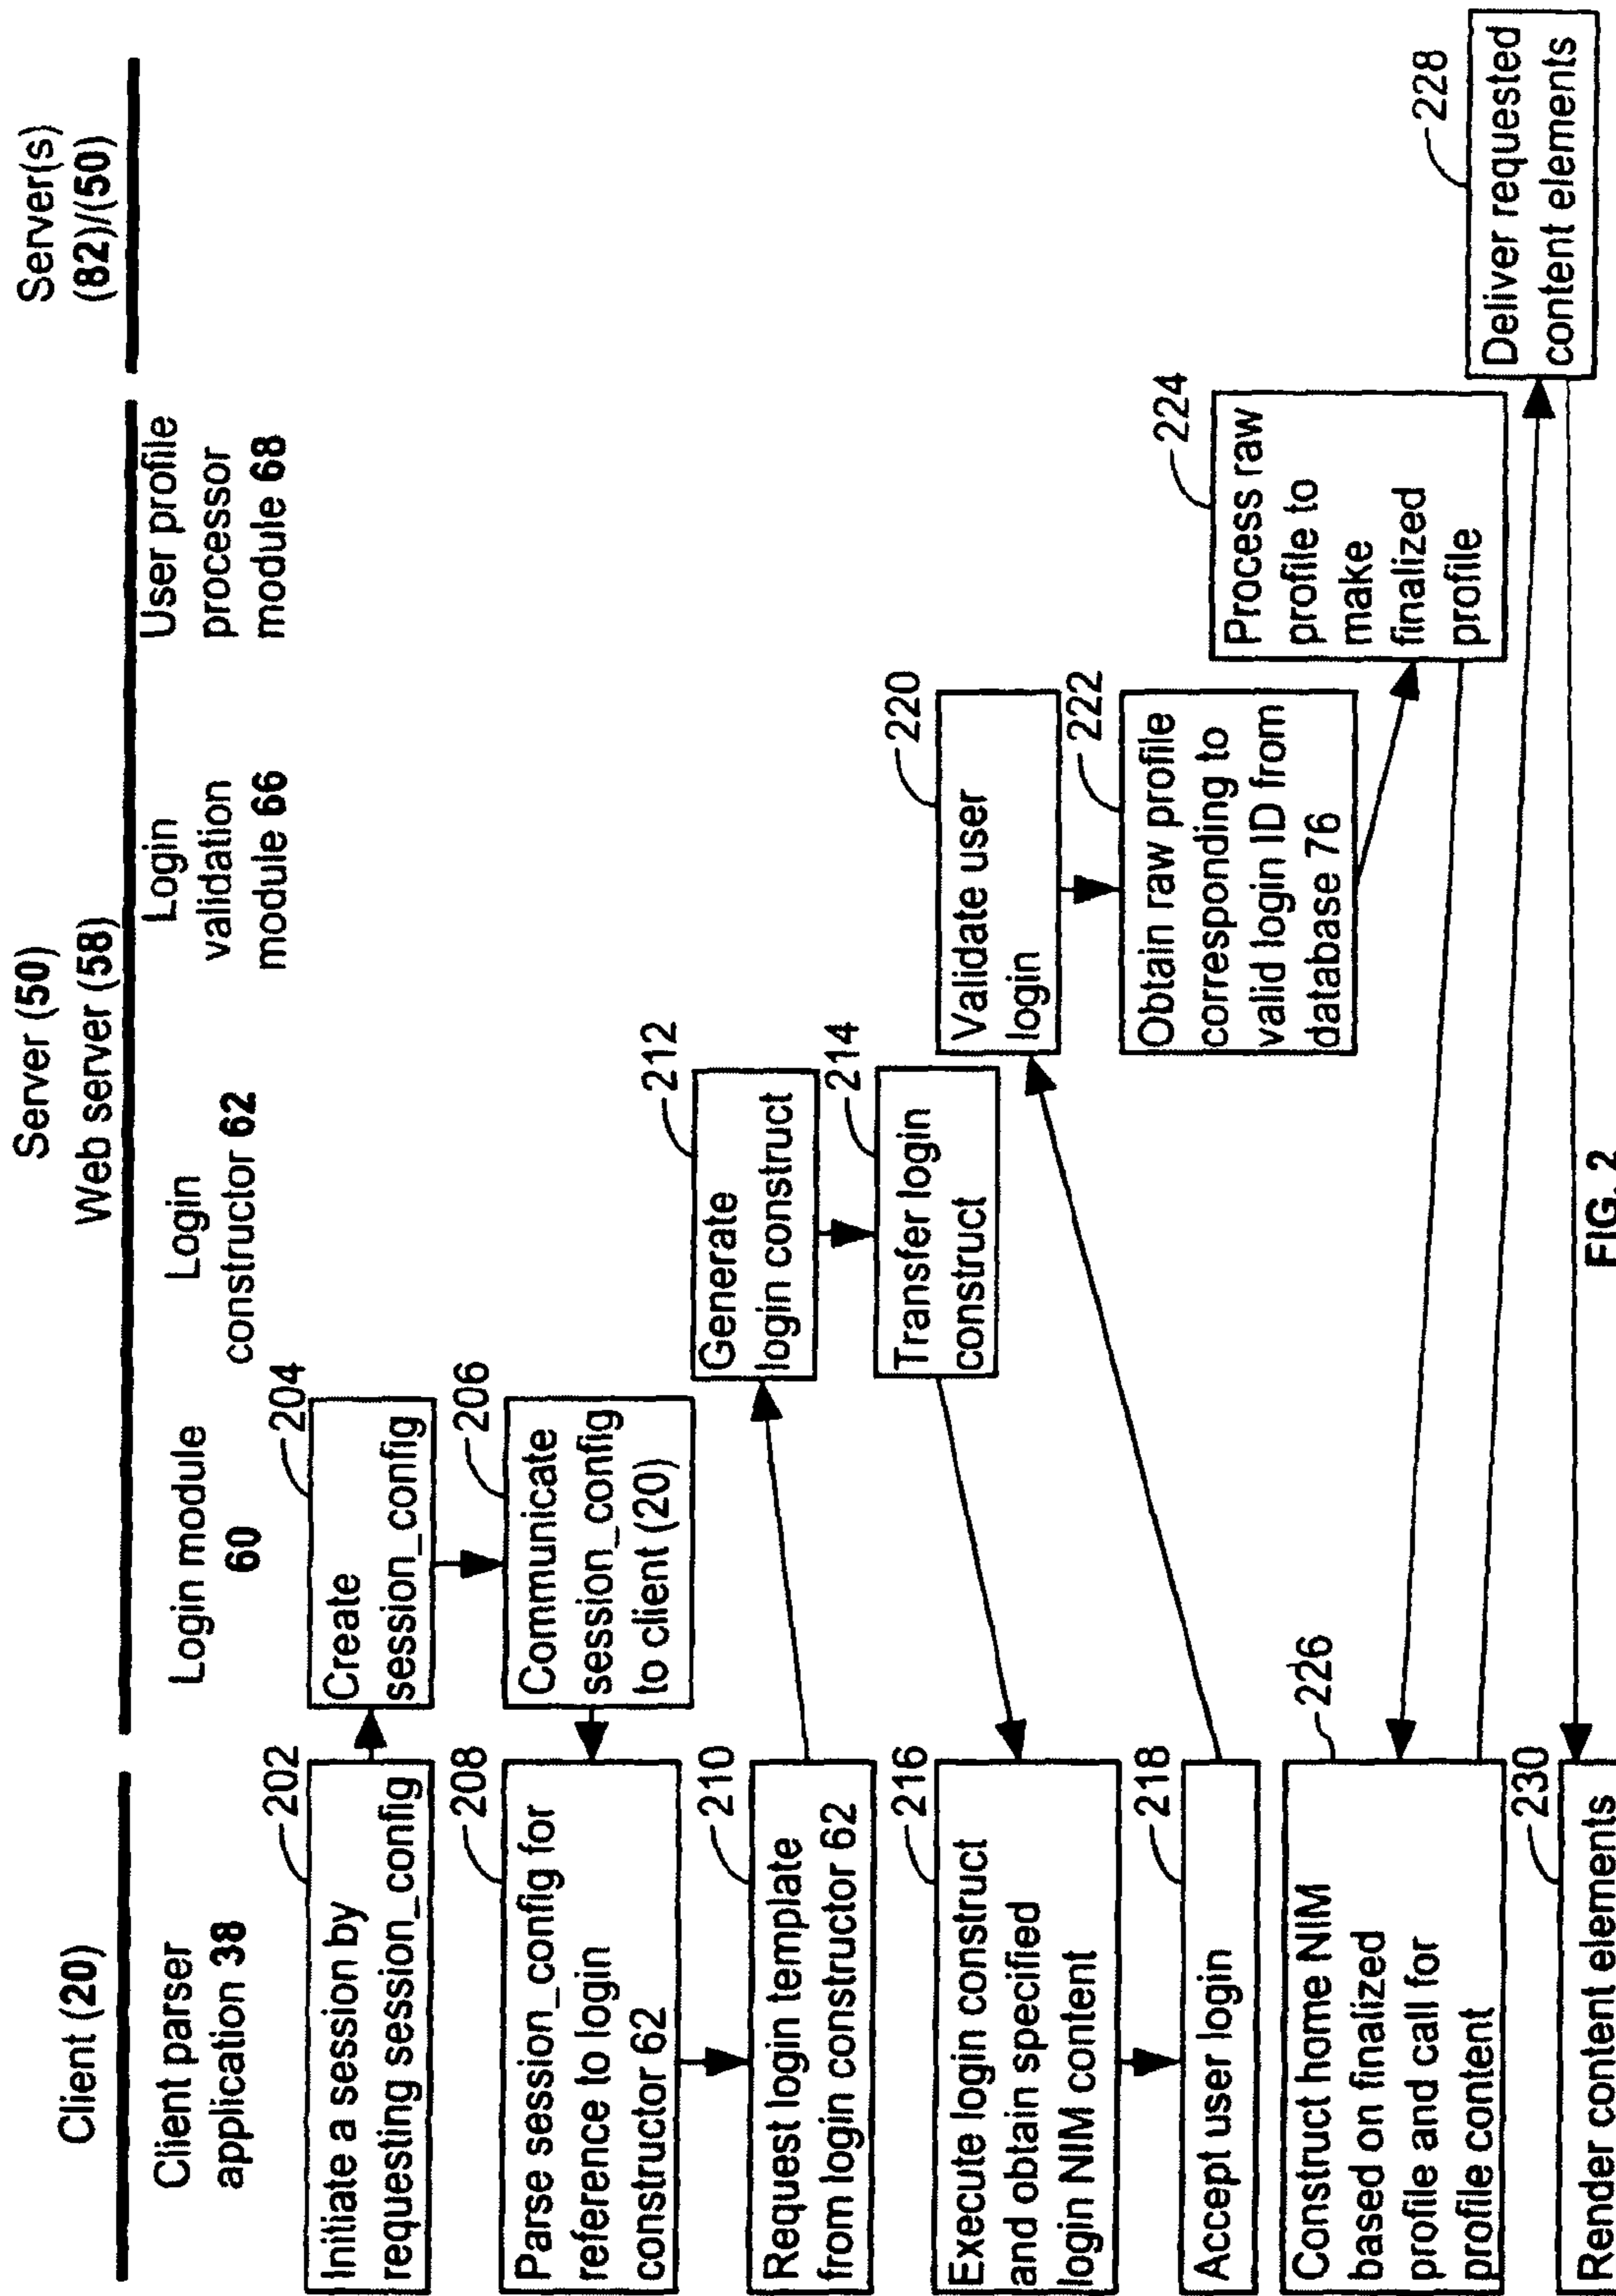 Client (20)
Server (50)
Web server (58)
Server(s)
(82)/(50)
Client parser
application 38
Login module
60
Login
constructor 62
Login
validation
module 66
User profile
processor
module 68
202
Initiate a session by
requesting session_config
204
Create
session_config
206
Communicate
session_config
to client (20)
208
Parse session_config for
reference to login
constructor 62
210
Request login template
from login constructor 62
212
Generate
login construct
214
Transfer login
construct
216
Execute login construct
and obtain specified
login NIM content
218
Accept user login
220
Validate user
login
222
Obtain raw profile
corresponding to
valid login ID from
database 76
224
Process raw
profile to
make
finalized
profile
226
Construct home NIM
based on finalized
profile and call for
profile content
228
Deliver requested
content elements
230
Render content elements
FIG. 2